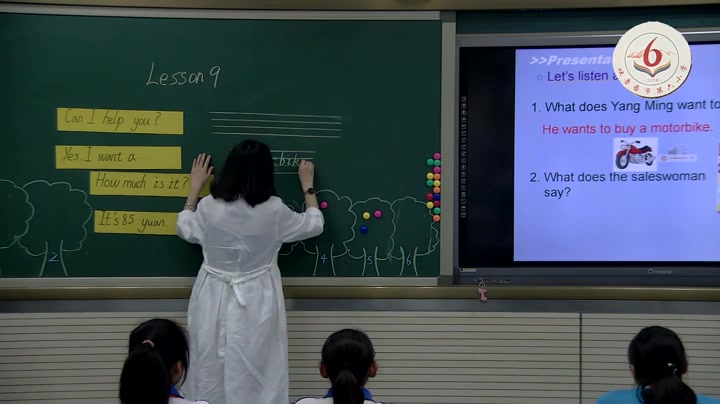 Lesson 9
Can I help you?
Yes. I want a...
How much is it?
It's 85 yuan.
bike
2
4
5
6
>>Presenta
Let's listen a
1. What does Yang Ming want to
He wants to buy a motorbike.
2. What does the saleswoman
say?
6